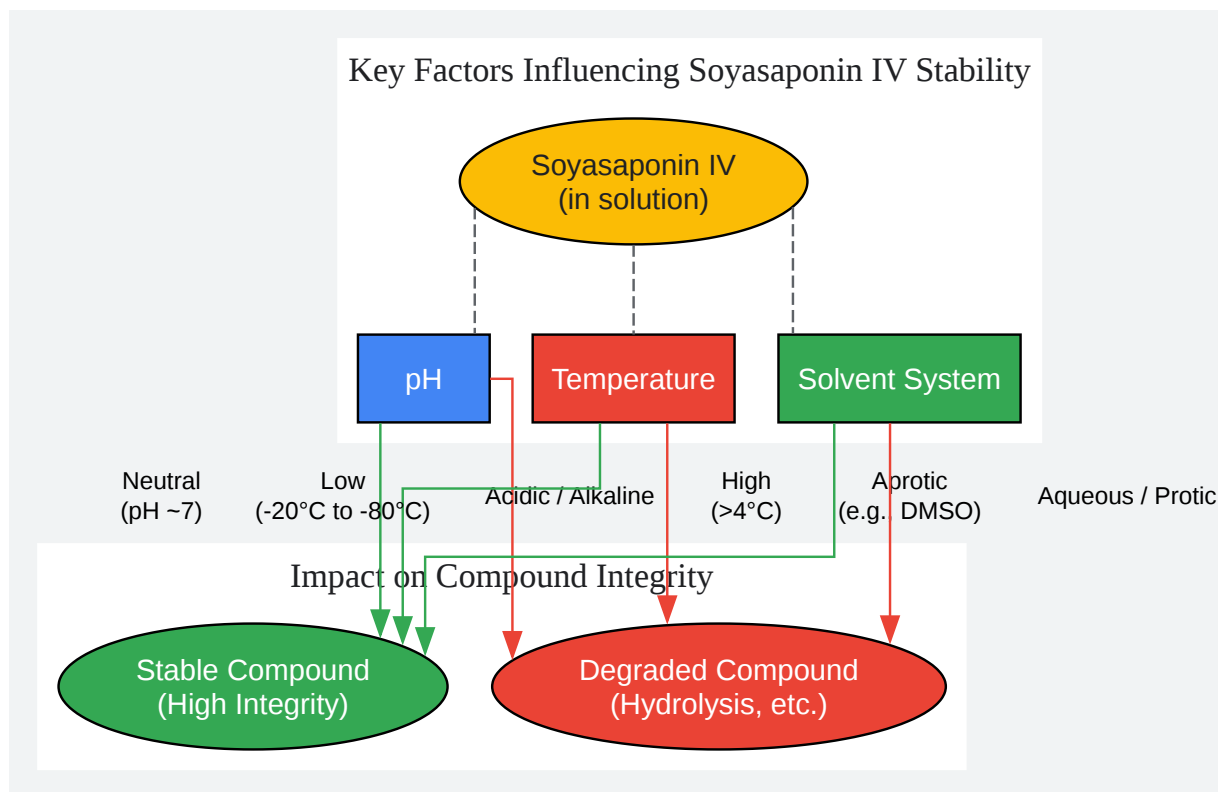 Key Factors Influencing Soyasaponin IV Stability
Soyasaponin IV
(in solution)
pH
Temperature
Solvent System
Neutral
(pH ~7)
Low
(-20°C to -80°C)
Acidic / Alkaline
High
(>4°C)
Aprotic
(e.g., DMSO)
Aqueous / Protic
Impact on Compound Integrity
Stable Compound
(High Integrity)
Degraded Compound
(Hydrolysis, etc.)